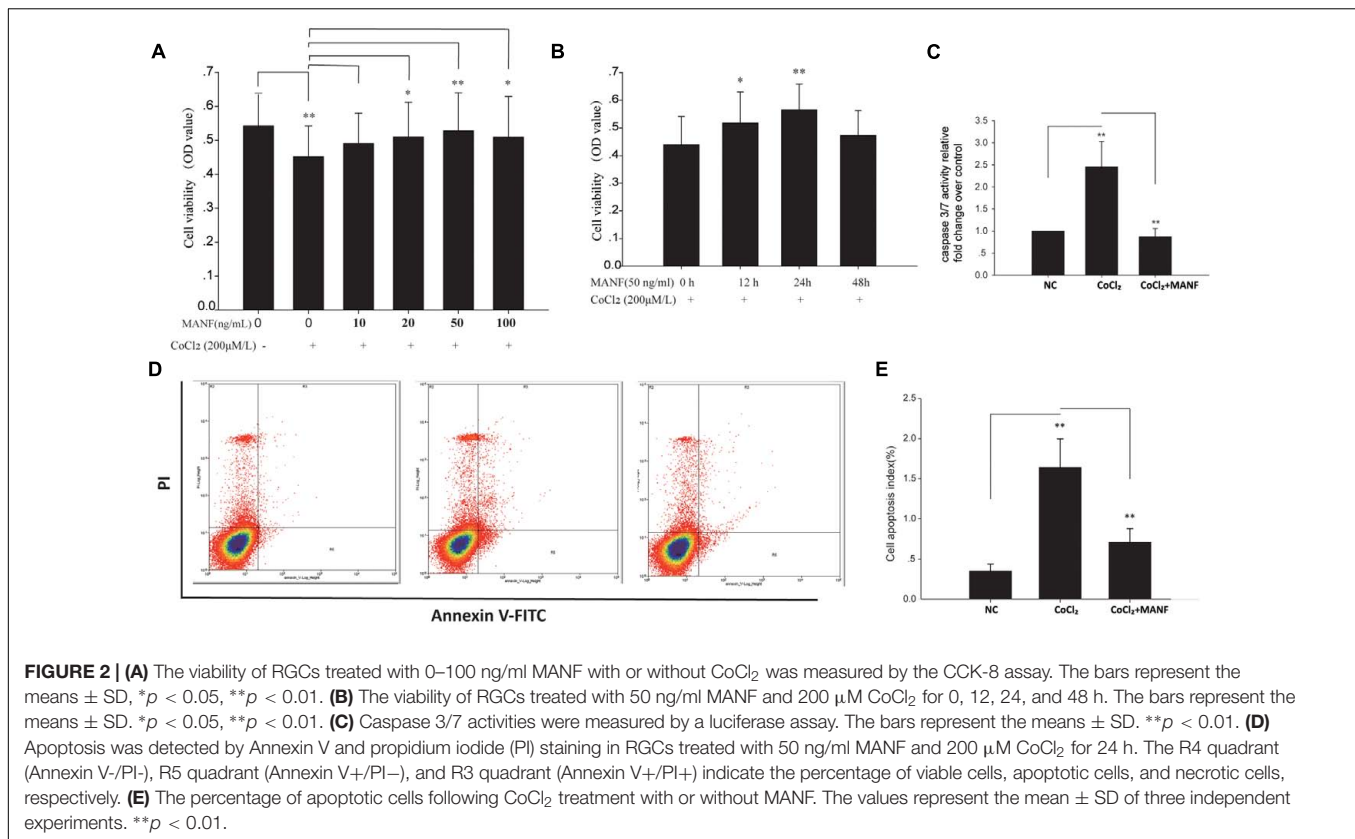 A
B
C
.7
.6
.5
.4
.3
.2
.1
0.0
Cell viability (OD value)
**
*
**
*
MANF(ng/mL) 0 0 10 20 50 100
CoCl₂ (200μM/L) - + + + + +
.7
.6
.5
.4
.3
.2
.1
0.0
Cell viability (OD value)
*
**
MANF(50 ng/ml) 0 h 12 h 24h 48h
CoCl₂ (200μM/L) + + + +
3.5
3.0
2.5
2.0
1.5
1.0
.5
0.0
caspase 3/7 activity relative
fold change over control
**
**
NC CoCl₂ CoCl₂+MANF
D
PI
Annexin V-FITC
E
2.5
2.0
1.5
1.0
.5
0.0
Cell apoptosis index(%)
**
**
NC CoCl₂ CoCl₂+MANF
FIGURE 2 | (A) The viability of RGCs treated with 0–100 ng/ml MANF with or without CoCl₂ was measured by the CCK-8 assay. The bars represent the
means ± SD, *p < 0.05, **p < 0.01. (B) The viability of RGCs treated with 50 ng/ml MANF and 200 μM CoCl₂ for 0, 12, 24, and 48 h. The bars represent the
means ± SD. *p < 0.05, **p < 0.01. (C) Caspase 3/7 activities were measured by a luciferase assay. The bars represent the means ± SD. **p < 0.01. (D)
Apoptosis was detected by Annexin V and propidium iodide (PI) staining in RGCs treated with 50 ng/ml MANF and 200 μM CoCl₂ for 24 h. The R4 quadrant
(Annexin V-/PI-), R5 quadrant (Annexin V+/PI−), and R3 quadrant (Annexin V+/PI+) indicate the percentage of viable cells, apoptotic cells, and necrotic cells,
respectively. (E) The percentage of apoptotic cells following CoCl₂ treatment with or without MANF. The values represent the mean ± SD of three independent
experiments. **p < 0.01.